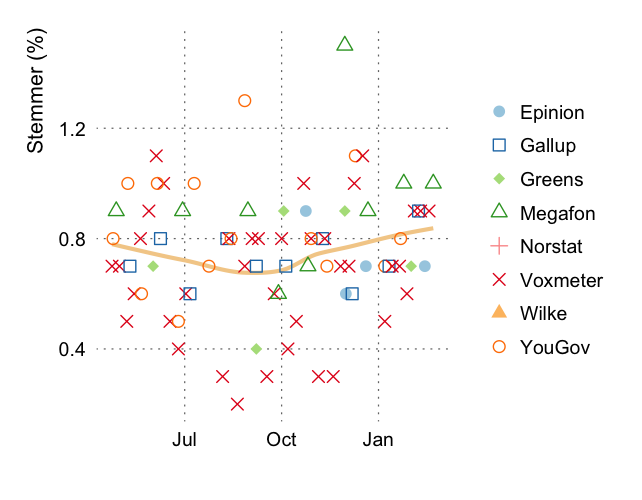 Stemmer (%)
1.2
0.8
0.4
Jul
Oct
Jan
Epinion
Gallup
Greens
Megafon
Norstat
Voxmeter
Wilke
YouGov